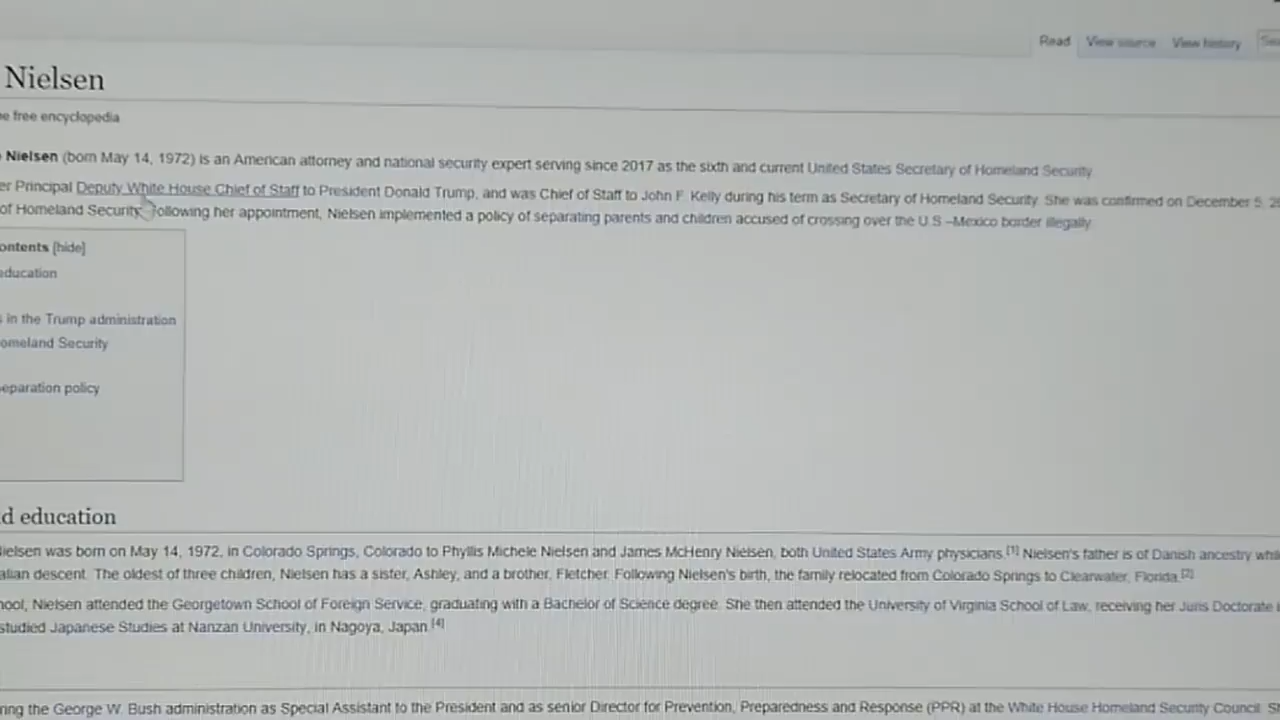 Read View source View history
Nielsen
free encyclopedia
Nielsen (born May 14, 1972) is an American attorney and national security expert serving since 2017 as the sixth and current United States Secretary of Homeland Security.
Principal Deputy White House Chief of Staff to President Donald Trump, and was Chief of Staff to John F. Kelly during his term as Secretary of Homeland Security. She was confirmed on December 5,
of Homeland Security. Following her appointment, Nielsen implemented a policy of separating parents and children accused of crossing over the U.S.–Mexico border illegally.
ontents [hide]
education
in the Trump administration
omeland Security
eparation policy
d education
ielsen was born on May 14, 1972, in Colorado Springs, Colorado to Phyllis Michele Nielsen and James McHenry Nielsen, both United States Army physicians.[1] Nielsen's father is of Danish ancestry
alian descent. The oldest of three children, Nielsen has a sister, Ashley, and a brother, Fletcher. Following Nielsen's birth, the family relocated from Colorado Springs to Clearwater, Florida.[2]
hool, Nielsen attended the Georgetown School of Foreign Service, graduating with a Bachelor of Science degree. She then attended the University of Virginia School of Law, receiving her Juris Doctorate
studied Japanese Studies at Nanzan University, in Nagoya, Japan.[4]
ring the George W. Bush administration as Special Assistant to the President and as senior Director for Prevention, Preparedness and Response (PPR) at the White House Homeland Security Council.